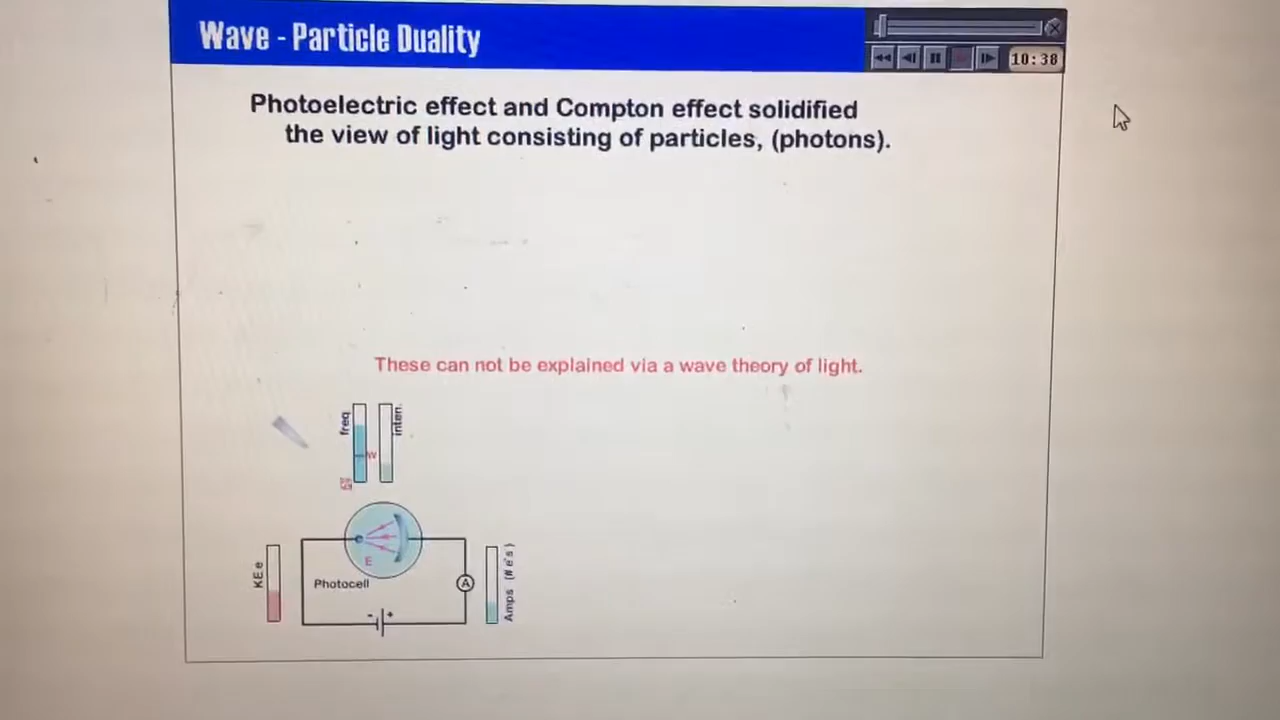 Wave - Particle Duality
10:38
Photoelectric effect and Compton effect solidified
the view of light consisting of particles, (photons).
These can not be explained via a wave theory of light.
freq
inten.
W
E
KEe
Photocell
A
Amps (# e's)
- +